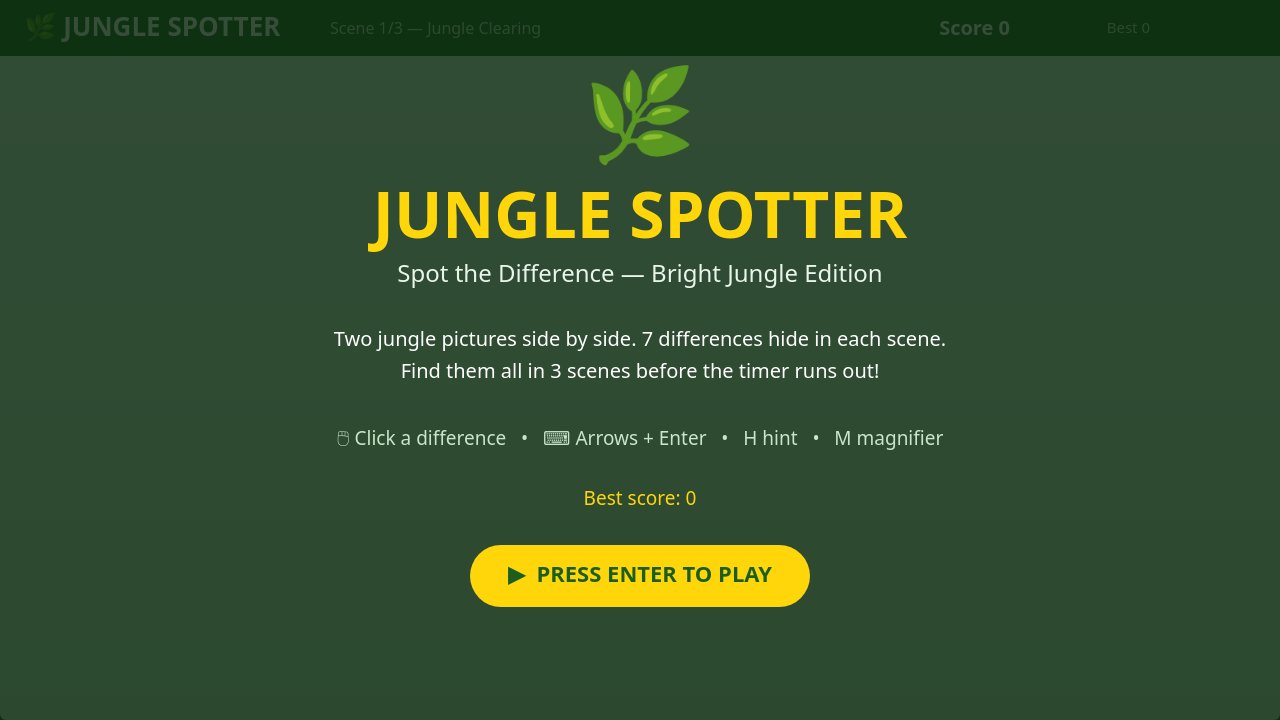 🌿 JUNGLE SPOTTER Scene 1/3 — Jungle Clearing Score 0 Best 0
JUNGLE SPOTTER
Spot the Difference — Bright Jungle Edition
Two jungle pictures side by side. 7 differences hide in each scene.
Find them all in 3 scenes before the timer runs out!
🖱 Click a difference • ⌨ Arrows + Enter • H hint • M magnifier
Best score: 0
▶ PRESS ENTER TO PLAY